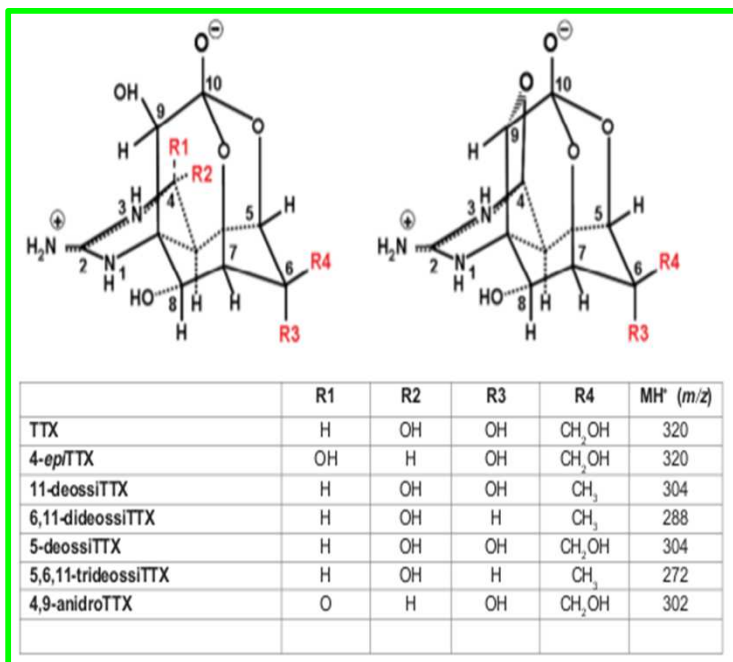 O⊖ O⊖
OH 9 10 O O 10
H R1 O H 9 O O
R2
3 H N 4 5 H 3 H N 4 5 H
⊕ H₂N 2 N 1 H 7 6 R4 ⊕ H₂N 2 N 1 H 7 6 R4
HO 8 H H R3 HO 8 H H R3
H H
R1 R2 R3 R4 MH⁺ (m/z)
TTX H OH OH CH₂OH 320
4-epiTTX OH H OH CH₂OH 320
11-deossiTTX H OH OH CH₃ 304
6,11-dideossiTTX H OH H CH₃ 288
5-deossiTTX H OH OH CH₂OH 304
5,6,11-trideossiTTX H OH H CH₃ 272
4,9-anidroTTX O H OH CH₂OH 302